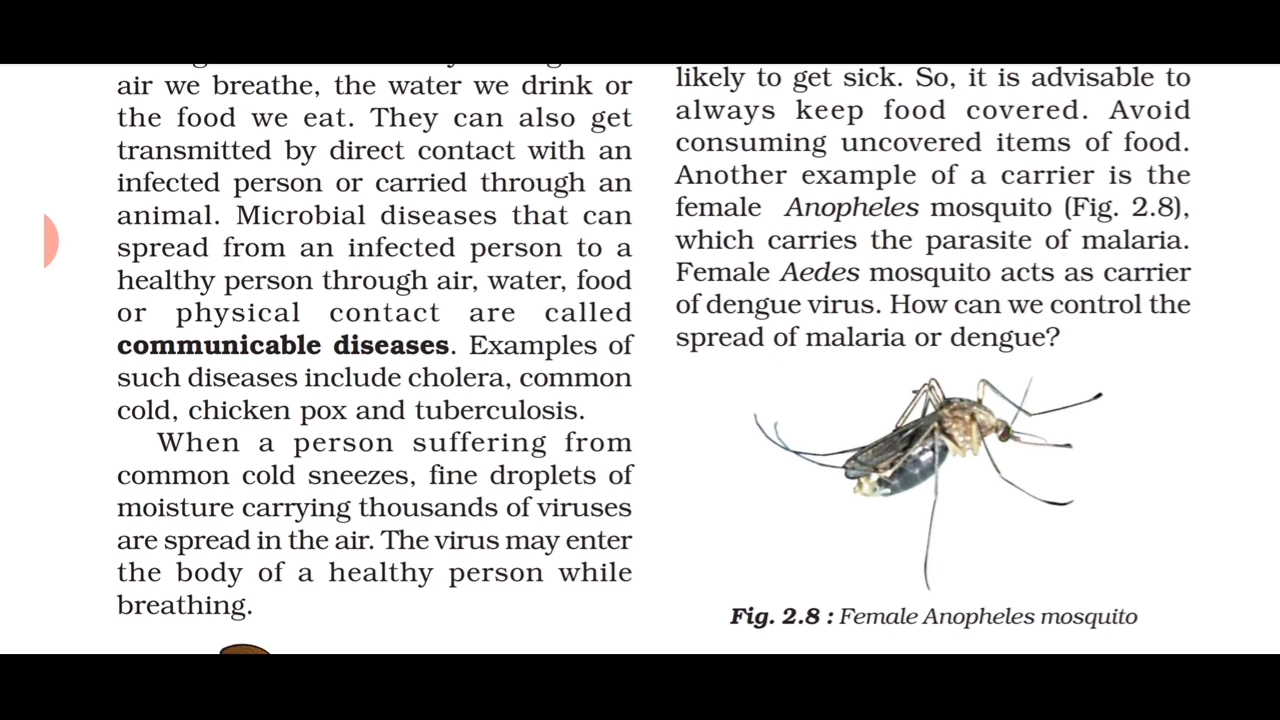 air we breathe, the water we drink or
the food we eat. They can also get
transmitted by direct contact with an
infected person or carried through an
animal. Microbial diseases that can
spread from an infected person to a
healthy person through air, water, food
or physical contact are called
communicable diseases. Examples of
such diseases include cholera, common
cold, chicken pox and tuberculosis.
When a person suffering from
common cold sneezes, fine droplets of
moisture carrying thousands of viruses
are spread in the air. The virus may enter
the body of a healthy person while
breathing.
likely to get sick. So, it is advisable to
always keep food covered. Avoid
consuming uncovered items of food.
Another example of a carrier is the
female Anopheles mosquito (Fig. 2.8),
which carries the parasite of malaria.
Female Aedes mosquito acts as carrier
of dengue virus. How can we control the
spread of malaria or dengue?
Fig. 2.8 : Female Anopheles mosquito